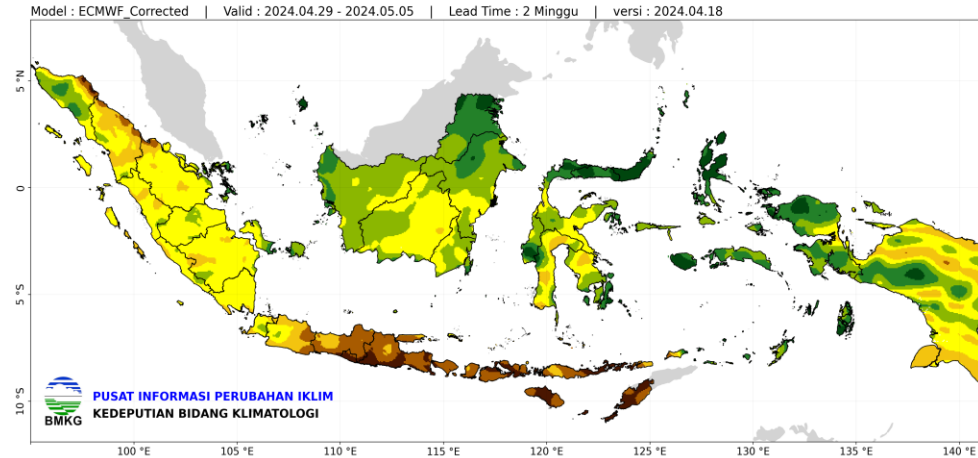 Model : ECMWF_Corrected | Valid : 2024.04.29 - 2024.05.05 | Lead Time : 2 Minggu | versi : 2024.04.18
5 °N
0
5 °S
10 °S
BMKG
PUSAT INFORMASI PERUBAHAN IKLIM
KEDEPUTIAN BIDANG KLIMATOLOGI
100 °E 105 °E 110 °E 115 °E 120 °E 125 °E 130 °E 135 °E 140 °E